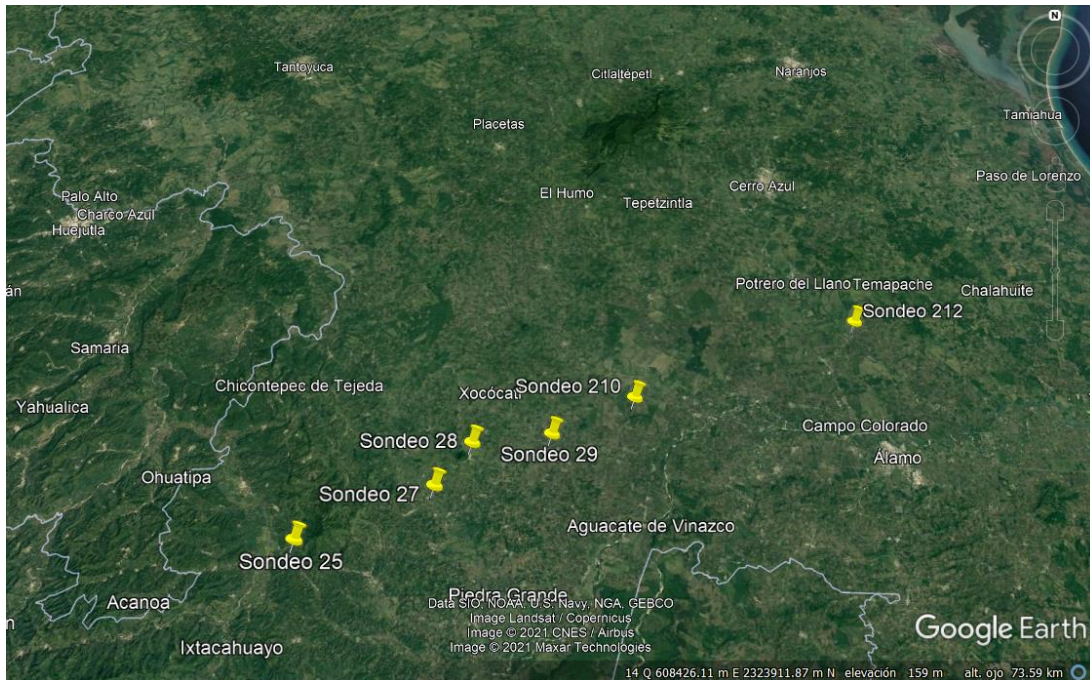 N
Tantoyuca
Citlaltépetl
Naranjos
Tamiahua
Placetas
Paso de Lorenzo
Cerro Azul
El Humo
Palo Alto
Tepetzintla
Charco Azul
Huejutla
Potrero del Llano
Temapache
Chalahuite
Sondeo 212
Samaria
Chicontepec de Tejeda
Sondeo 210
Yahualica
Campo Colorado
Sondeo 28
Sondeo 29
Álamo
Ohuatipa
Sondeo 27
Aguacate de Vinazco
Sondeo 25
Piedra Grande
Acanoa
Data SIO, NOAA, U.S. Navy, NGA, GEBCO
Image Landsat / Copernicus
Image © 2021 CNES / Airbus
Image © 2021 Maxar Technologies
Google Earth
Ixtacahuayo
14 Q 608426.11 m E 2323911.87 m N elevación 159 m alt. ojo 73.59 km